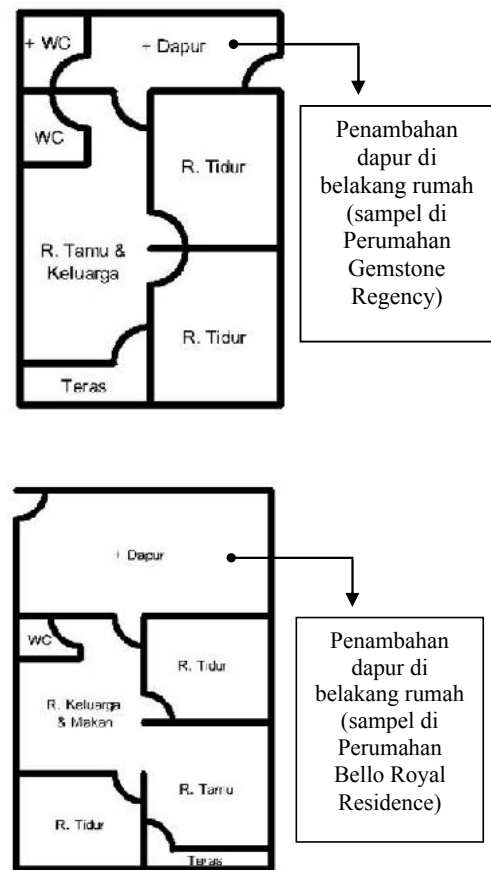 + WC
+ Dapur
WC
R. Tidur
R. Tamu &
Keluarga
R. Tidur
Teras
Penambahan
dapur di
belakang rumah
(sampel di
Perumahan
Gemstone
Regency)
+ Dapur
WC
R. Tidur
R. Keluarga
& Makan
R. Tamu
R. Tidur
Teras
Penambahan
dapur di
belakang rumah
(sampel di
Perumahan
Bello Royal
Residence)